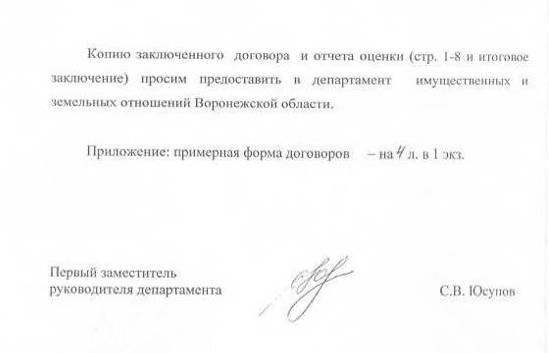 Копию заключенного договора и отчета оценки (стр. 1-8 и итоговое
заключение) просим предоставить в департамент имущественных и
земельных отношений Воронежской области.
Приложение: примерная форма договоров – на 4 л. в 1 экз.
Первый заместитель
руководителя департамента С.В. Юсупов